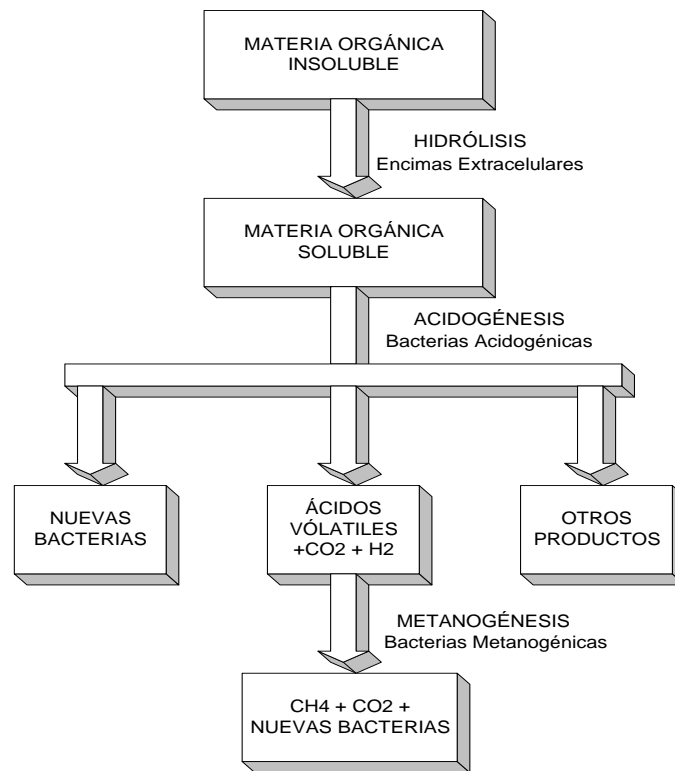 MATERIA ORGÁNICA
INSOLUBLE
HIDRÓLISIS
Encimas Extracelulares
MATERIA ORGÁNICA
SOLUBLE
ACIDOGÉNESIS
Bacterias Acidogénicas
NUEVAS
BACTERIAS
ÁCIDOS
VÓLATILES
+CO2 + H2
OTROS
PRODUCTOS
METANOGÉNESIS
Bacterias Metanogénicas
CH4 + CO2 +
NUEVAS BACTERIAS